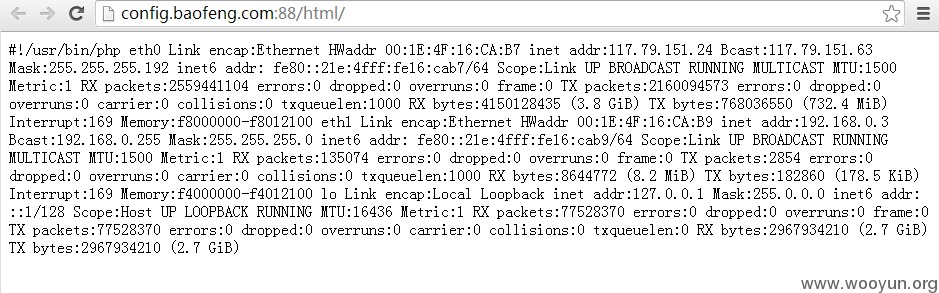 config.baofeng.com:88/html/
#!/usr/bin/php eth0 Link encap:Ethernet HWaddr 00:1E:4F:16:CA:B7 inet addr:117.79.151.24 Bcast:117.79.151.63
Mask:255.255.255.192 inet6 addr: fe80::21e:4fff:fe16:cab7/64 Scope:Link UP BROADCAST RUNNING MULTICAST MTU:1500
Metric:1 RX packets:2559441104 errors:0 dropped:0 overruns:0 frame:0 TX packets:2160094573 errors:0 dropped:0
overruns:0 carrier:0 collisions:0 txqueuelen:1000 RX bytes:4150128435 (3.8 GiB) TX bytes:768036550 (732.4 MiB)
Interrupt:169 Memory:f8000000-f8012100 eth1 Link encap:Ethernet HWaddr 00:1E:4F:16:CA:B9 inet addr:192.168.0.3
Bcast:192.168.0.255 Mask:255.255.255.0 inet6 addr: fe80::21e:4fff:fe16:cab9/64 Scope:Link UP BROADCAST RUNNING
MULTICAST MTU:1500 Metric:1 RX packets:135074 errors:0 dropped:0 overruns:0 frame:0 TX packets:2854 errors:0
dropped:0 overruns:0 carrier:0 collisions:0 txqueuelen:1000 RX bytes:8644772 (8.2 MiB) TX bytes:182860 (178.5 KiB)
Interrupt:169 Memory:f4000000-f4012100 lo Link encap:Local Loopback inet addr:127.0.0.1 Mask:255.0.0.0 inet6 addr:
::1/128 Scope:Host UP LOOPBACK RUNNING MTU:16436 Metric:1 RX packets:77528370 errors:0 dropped:0 overruns:0 frame:0
TX packets:77528370 errors:0 dropped:0 overruns:0 carrier:0 collisions:0 txqueuelen:0 RX bytes:2967934210 (2.7 GiB)
TX bytes:2967934210 (2.7 GiB)
www.wooyun.org